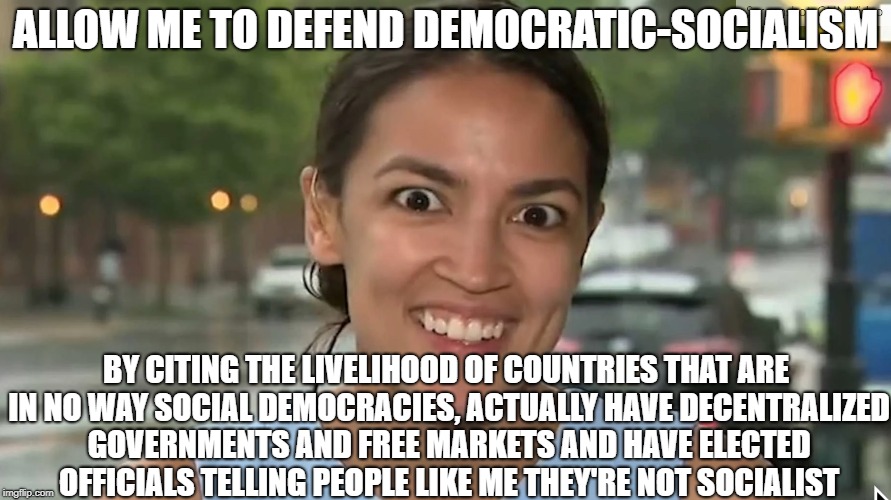 ALLOW ME TO DEFEND DEMOCRATIC-SOCIALISM
BY CITING THE LIVELIHOOD OF COUNTRIES THAT ARE
IN NO WAY SOCIAL DEMOCRACIES, ACTUALLY HAVE DECENTRALIZED
GOVERNMENTS AND FREE MARKETS AND HAVE ELECTED
OFFICIALS TELLING PEOPLE LIKE ME THEY'RE NOT SOCIALIST
imgflip.com